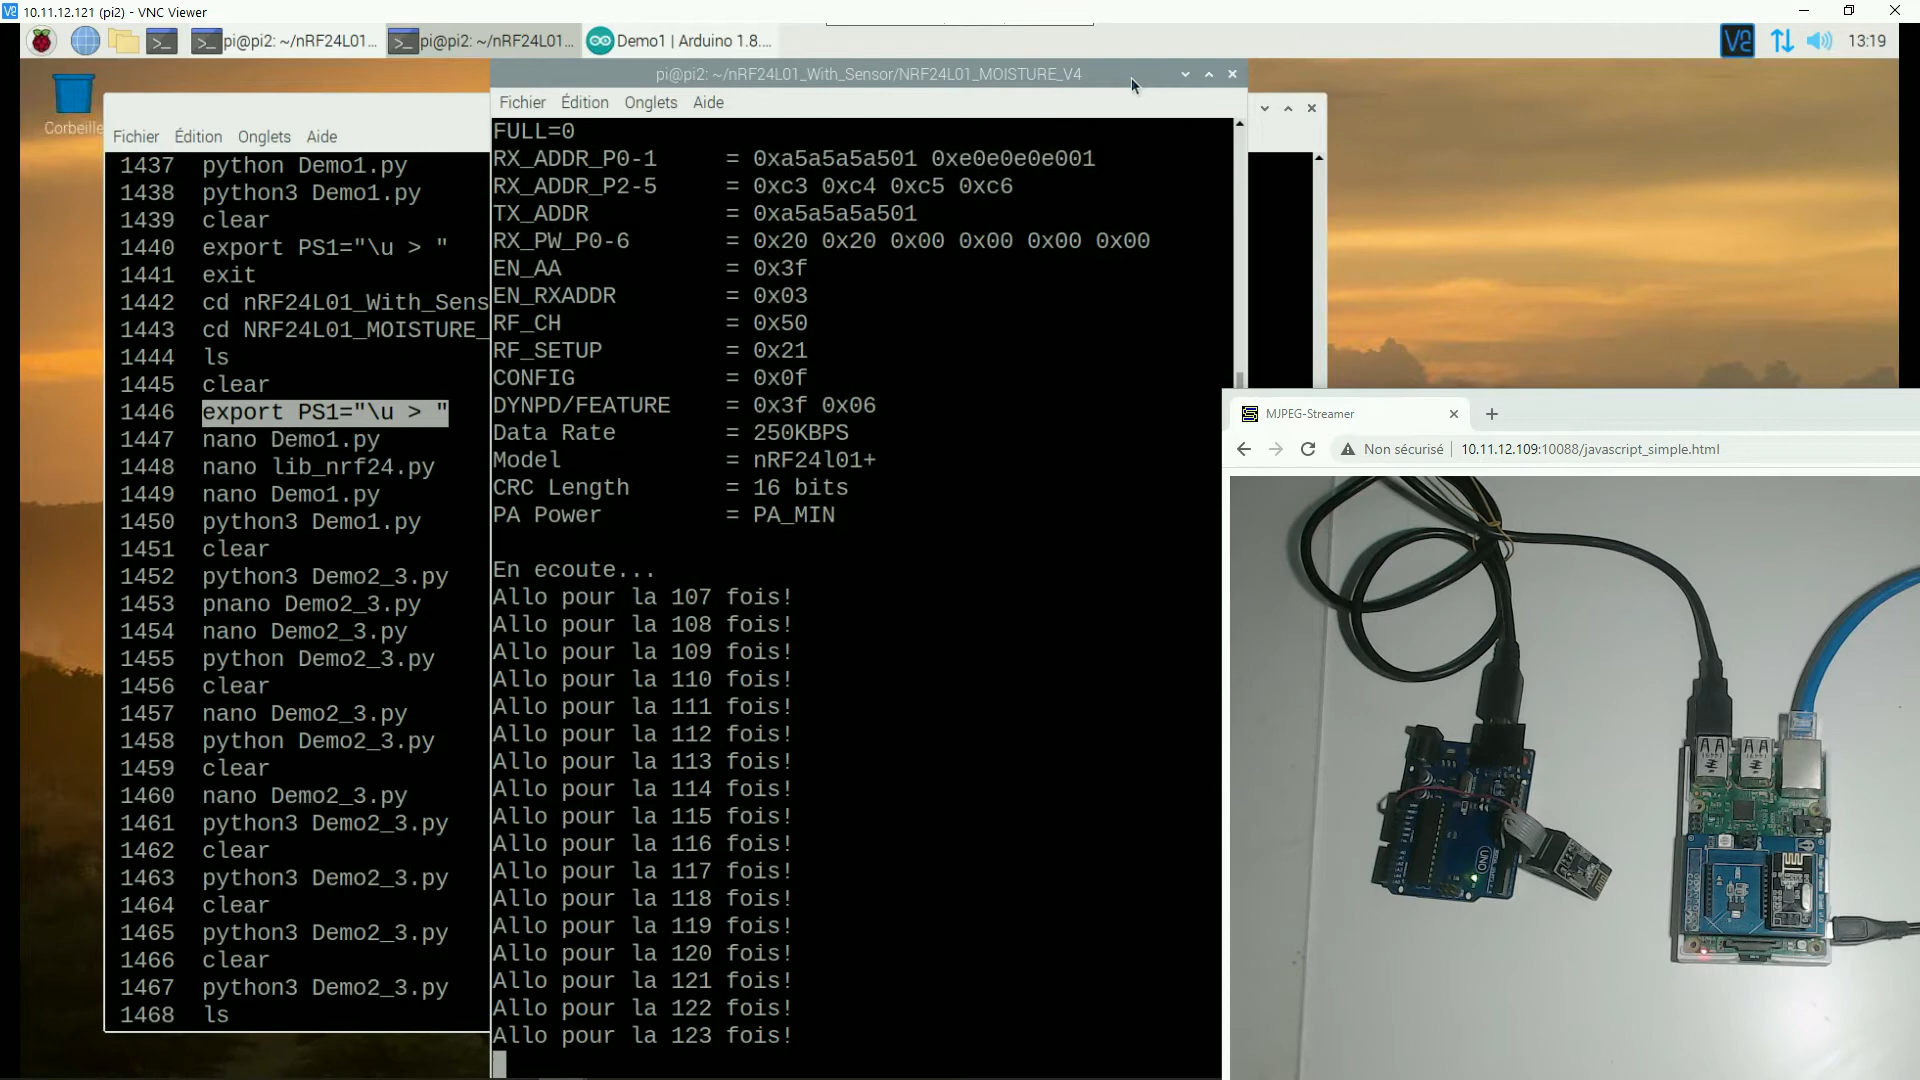 10.11.12.121 (pi2) - VNC Viewer
pi@pi2: ~/nRF24L01...
pi@pi2: ~/nRF24L01...
Demo1 | Arduino 1.8....
13:19
Corbeille
Fichier Édition Onglets Aide
1437 python Demo1.py
1438 python3 Demo1.py
1439 clear
1440 export PS1="\u > "
1441 exit
1442 cd nRF24L01_With_Sens
1443 cd NRF24L01_MOISTURE_
1444 ls
1445 clear
1446 export PS1="\u > "
1447 nano Demo1.py
1448 nano lib_nrf24.py
1449 nano Demo1.py
1450 python3 Demo1.py
1451 clear
1452 python3 Demo2_3.py
1453 pnano Demo2_3.py
1454 nano Demo2_3.py
1455 python Demo2_3.py
1456 clear
1457 nano Demo2_3.py
1458 python Demo2_3.py
1459 clear
1460 nano Demo2_3.py
1461 python3 Demo2_3.py
1462 clear
1463 python3 Demo2_3.py
1464 clear
1465 python3 Demo2_3.py
1466 clear
1467 python3 Demo2_3.py
1468 ls
pi@pi2: ~/nRF24L01_With_Sensor/NRF24L01_MOISTURE_V4
Fichier Édition Onglets Aide
FULL=0
RX_ADDR_P0-1 = 0xa5a5a5a501 0xe0e0e0e001
RX_ADDR_P2-5 = 0xc3 0xc4 0xc5 0xc6
TX_ADDR = 0xa5a5a5a501
RX_PW_P0-6 = 0x20 0x20 0x00 0x00 0x00 0x00
EN_AA = 0x3f
EN_RXADDR = 0x03
RF_CH = 0x50
RF_SETUP = 0x21
CONFIG = 0x0f
DYNPD/FEATURE = 0x3f 0x06
Data Rate = 250KBPS
Model = nRF24l01+
CRC Length = 16 bits
PA Power = PA_MIN
En ecoute...
Allo pour la 107 fois!
Allo pour la 108 fois!
Allo pour la 109 fois!
Allo pour la 110 fois!
Allo pour la 111 fois!
Allo pour la 112 fois!
Allo pour la 113 fois!
Allo pour la 114 fois!
Allo pour la 115 fois!
Allo pour la 116 fois!
Allo pour la 117 fois!
Allo pour la 118 fois!
Allo pour la 119 fois!
Allo pour la 120 fois!
Allo pour la 121 fois!
Allo pour la 122 fois!
Allo pour la 123 fois!
MJPEG-Streamer
Non sécurisé 10.11.12.109:10088/javascript_simple.html
UNO